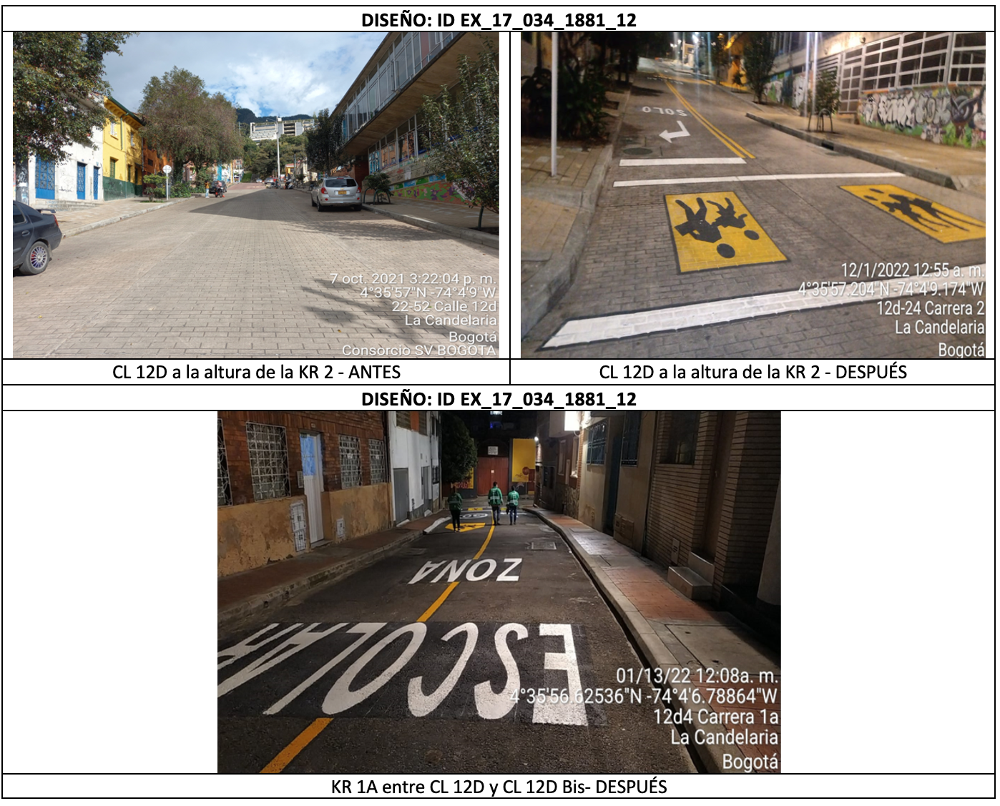 DISEÑO: ID EX_17_034_1881_12
7 oct. 2021 3:22:04 p. m.
4°35'57"N -74°4'9"W
22-52 Calle 12d
La Candelaria
Bogotá
Consorcio SV BOGOTA
SOLO
12/1/2022 12:55 a. m.
4°35'57.204"N -74°4'9.174"W
12d-24 Carrera 2
La Candelaria
Bogotá
CL 12D a la altura de la KR 2 - ANTES
CL 12D a la altura de la KR 2 - DESPUÉS
DISEÑO: ID EX_17_034_1881_12
ZONA
ESCOLAR
01/13/22 12:08a. m.
4°35'56.62536"N -74°4'6.78864"W
12d4 Carrera 1a
La Candelaria
Bogotá
KR 1A entre CL 12D y CL 12D Bis- DESPUÉS